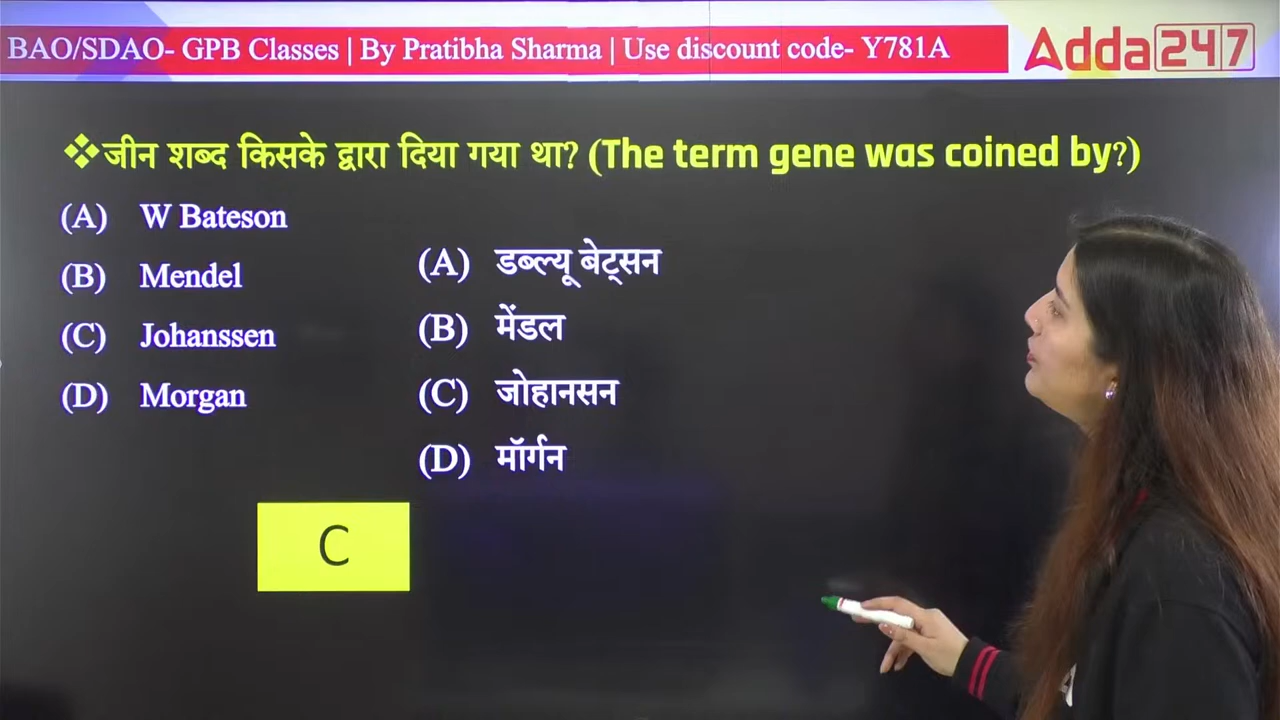 BAO/SDAO- GPB Classes | By Pratibha Sharma | Use discount code- Y781A
Adda247
❖जीन शब्द किसके द्वारा दिया गया था? (The term gene was coined by?)
(A) W Bateson
(B) Mendel
(C) Johanssen
(D) Morgan
(A) डब्ल्यू बेट्सन
(B) मेंडल
(C) जोहानसन
(D) मॉर्गन
C